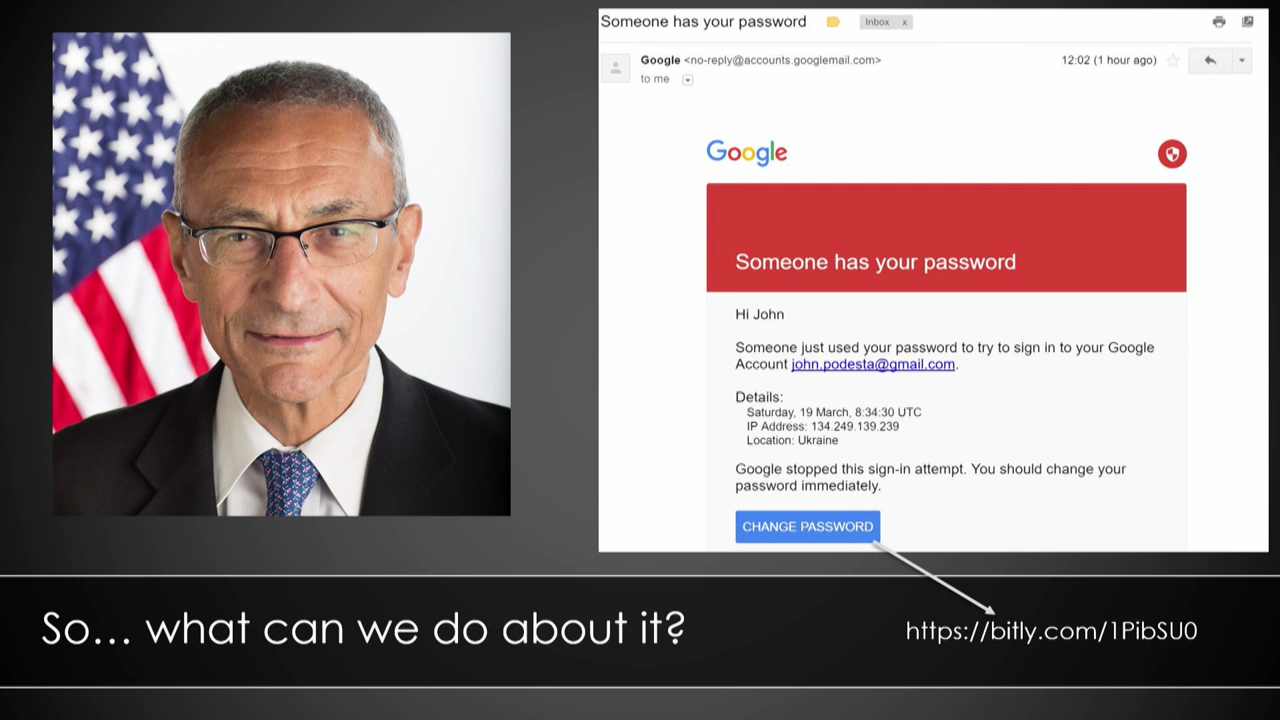 Someone has your password
Inbox x
Google <no-reply@accounts.googlemail.com>
12:02 (1 hour ago)
to me
Google
Someone has your password
Hi John
Someone just used your password to try to sign in to your Google
Account john.podesta@gmail.com.
Details:
Saturday, 19 March, 8:34:30 UTC
IP Address: 134.249.139.239
Location: Ukraine
Google stopped this sign-in attempt. You should change your
password immediately.
CHANGE PASSWORD
So... what can we do about it?
https://bitly.com/1PibSU0